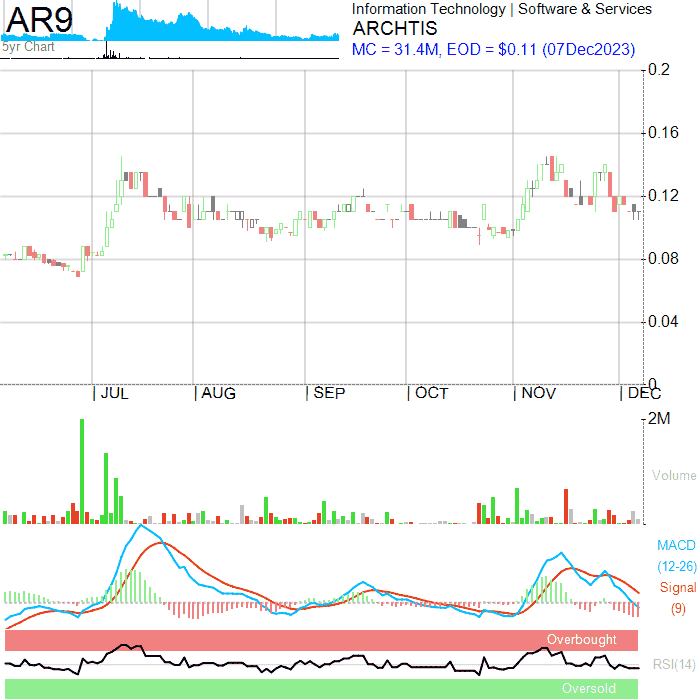 AR9
5yr Chart
Information Technology | Software & Services
ARCHTIS
MC = 31.4M, EOD = $0.11 (07Dec2023)
0.2
0.16
0.12
0.08
0.04
0
| JUL | AUG | SEP | OCT | NOV | DEC
2M
Volume
MACD
(12-26)
Signal
(9)
Overbought
RSI(14)
Oversold